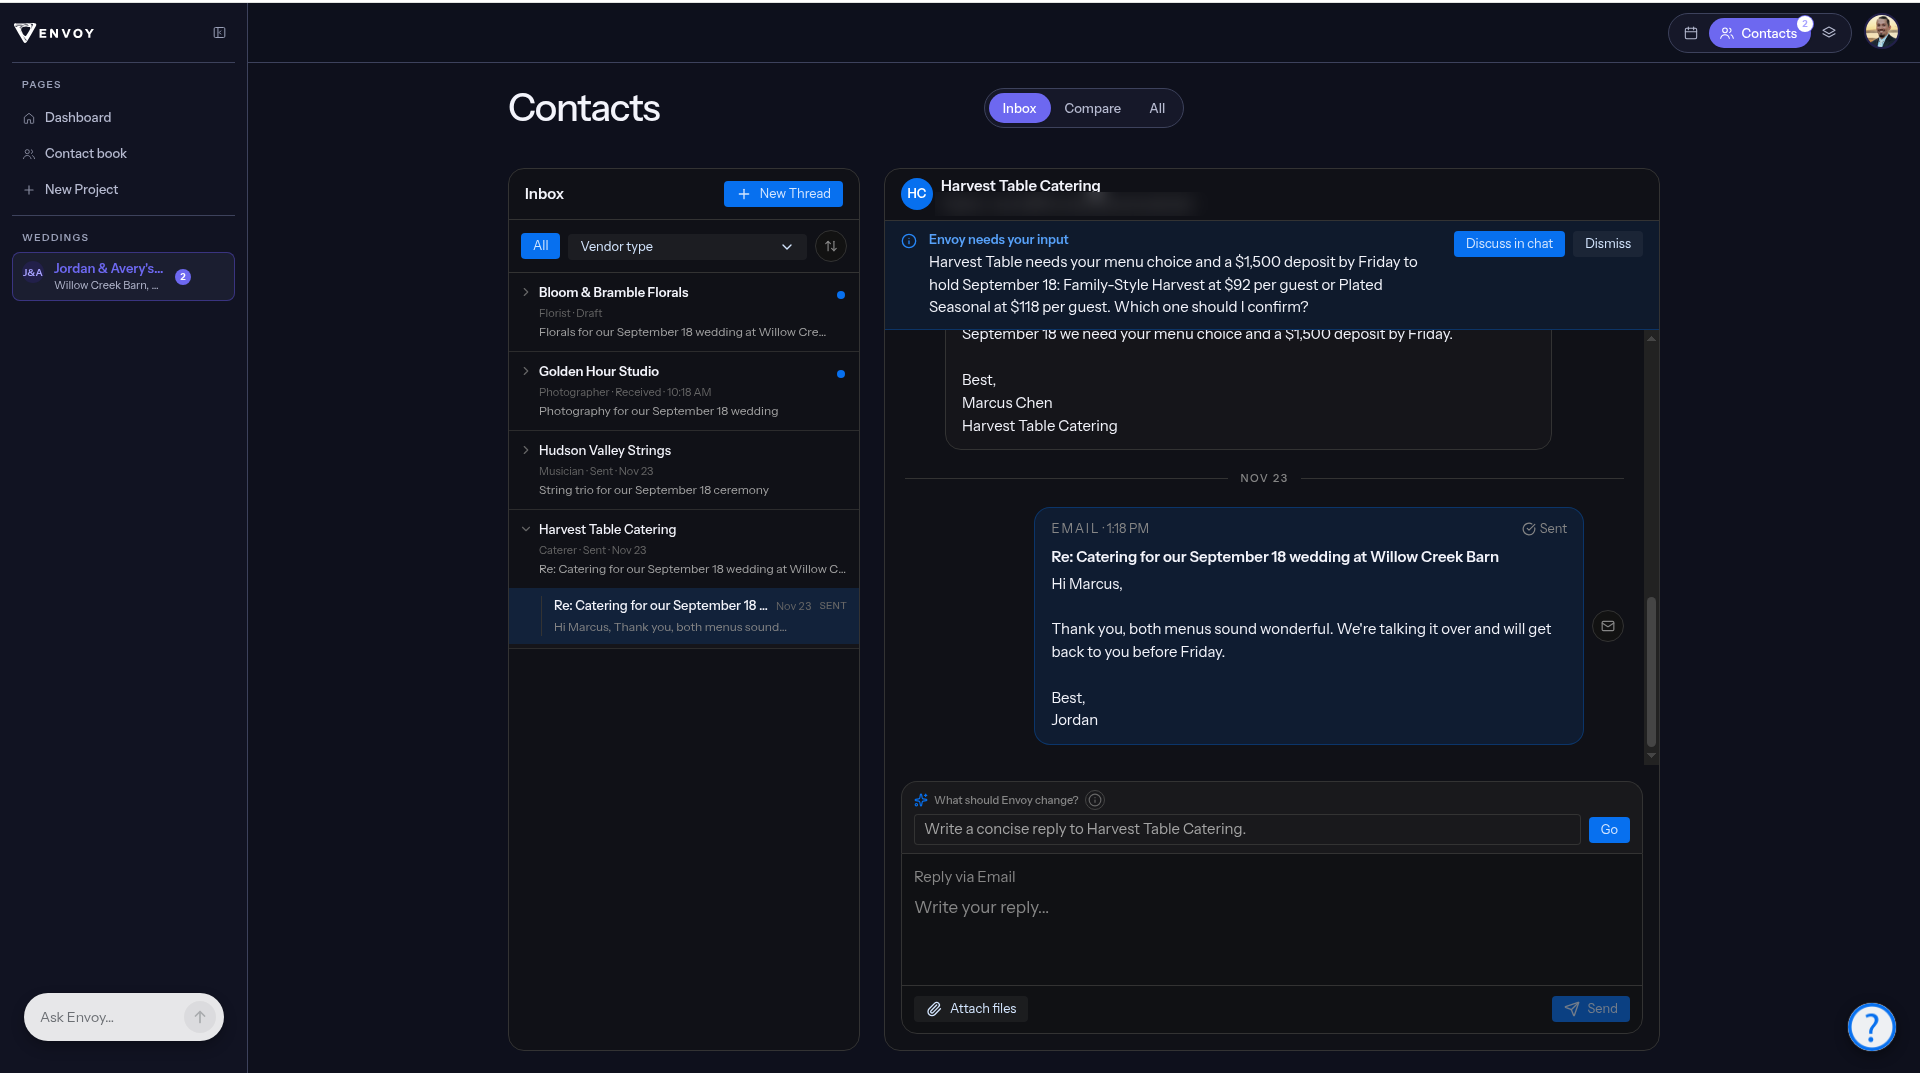 ENVOY
PAGES
Dashboard
Contact book
New Project
WEDDINGS
J&A
Jordan & Avery's...
Willow Creek Barn, ...
2
Ask Envoy...
Contacts
2
Contacts
Inbox
Compare
All
Inbox
New Thread
All
Vendor type
Bloom & Bramble Florals
Florist · Draft
Florals for our September 18 wedding at Willow Cre...
Golden Hour Studio
Photographer · Received · 10:18 AM
Photography for our September 18 wedding
Hudson Valley Strings
Musician · Sent · Nov 23
String trio for our September 18 ceremony
Harvest Table Catering
Caterer · Sent · Nov 23
Re: Catering for our September 18 wedding at Willow C...
Re: Catering for our September 18 ...
Nov 23
SENT
Hi Marcus, Thank you, both menus sound...
HC
Harvest Table Catering
Envoy needs your input
Harvest Table needs your menu choice and a $1,500 deposit by Friday to
hold September 18: Family-Style Harvest at $92 per guest or Plated
Seasonal at $118 per guest. Which one should I confirm?
Discuss in chat
Dismiss
September 18 we need your menu choice and a $1,500 deposit by Friday.
Best,
Marcus Chen
Harvest Table Catering
NOV 23
EMAIL · 1:18 PM
Sent
Re: Catering for our September 18 wedding at Willow Creek Barn
Hi Marcus,
Thank you, both menus sound wonderful. We're talking it over and will get
back to you before Friday.
Best,
Jordan
What should Envoy change?
Write a concise reply to Harvest Table Catering.
Go
Reply via Email
Write your reply...
Attach files
Send
?